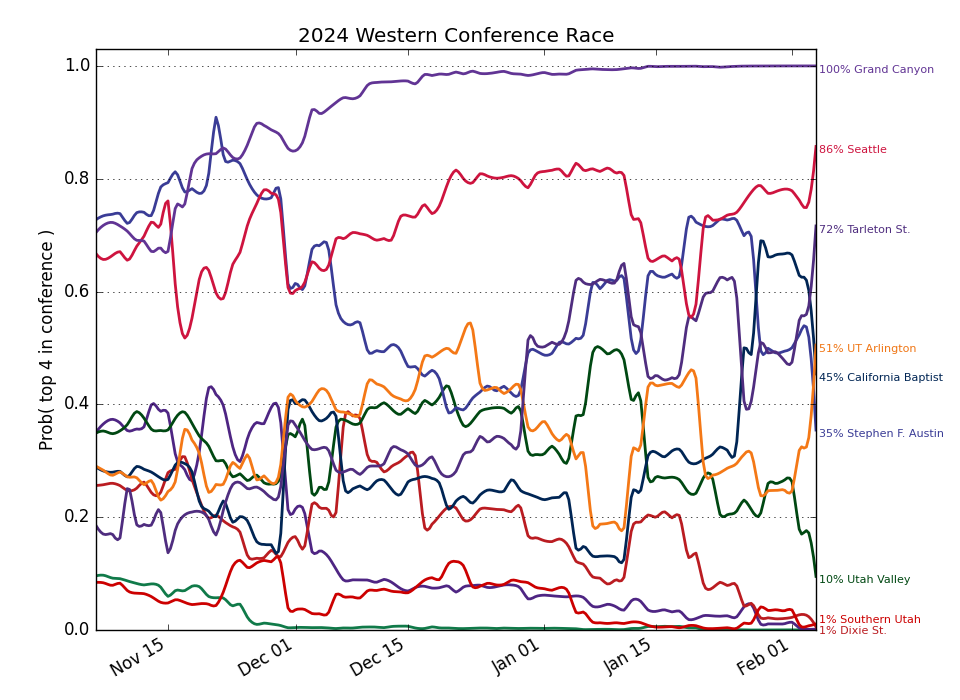 2024 Western Conference Race
Prob( top 4 in conference )
1.0
0.8
0.6
0.4
0.2
0.0
Nov 15
Dec 01
Dec 15
Jan 01
Jan 15
Feb 01
100% Grand Canyon
86% Seattle
72% Tarleton St.
51% UT Arlington
45% California Baptist
35% Stephen F. Austin
10% Utah Valley
1% Southern Utah
1% Dixie St.